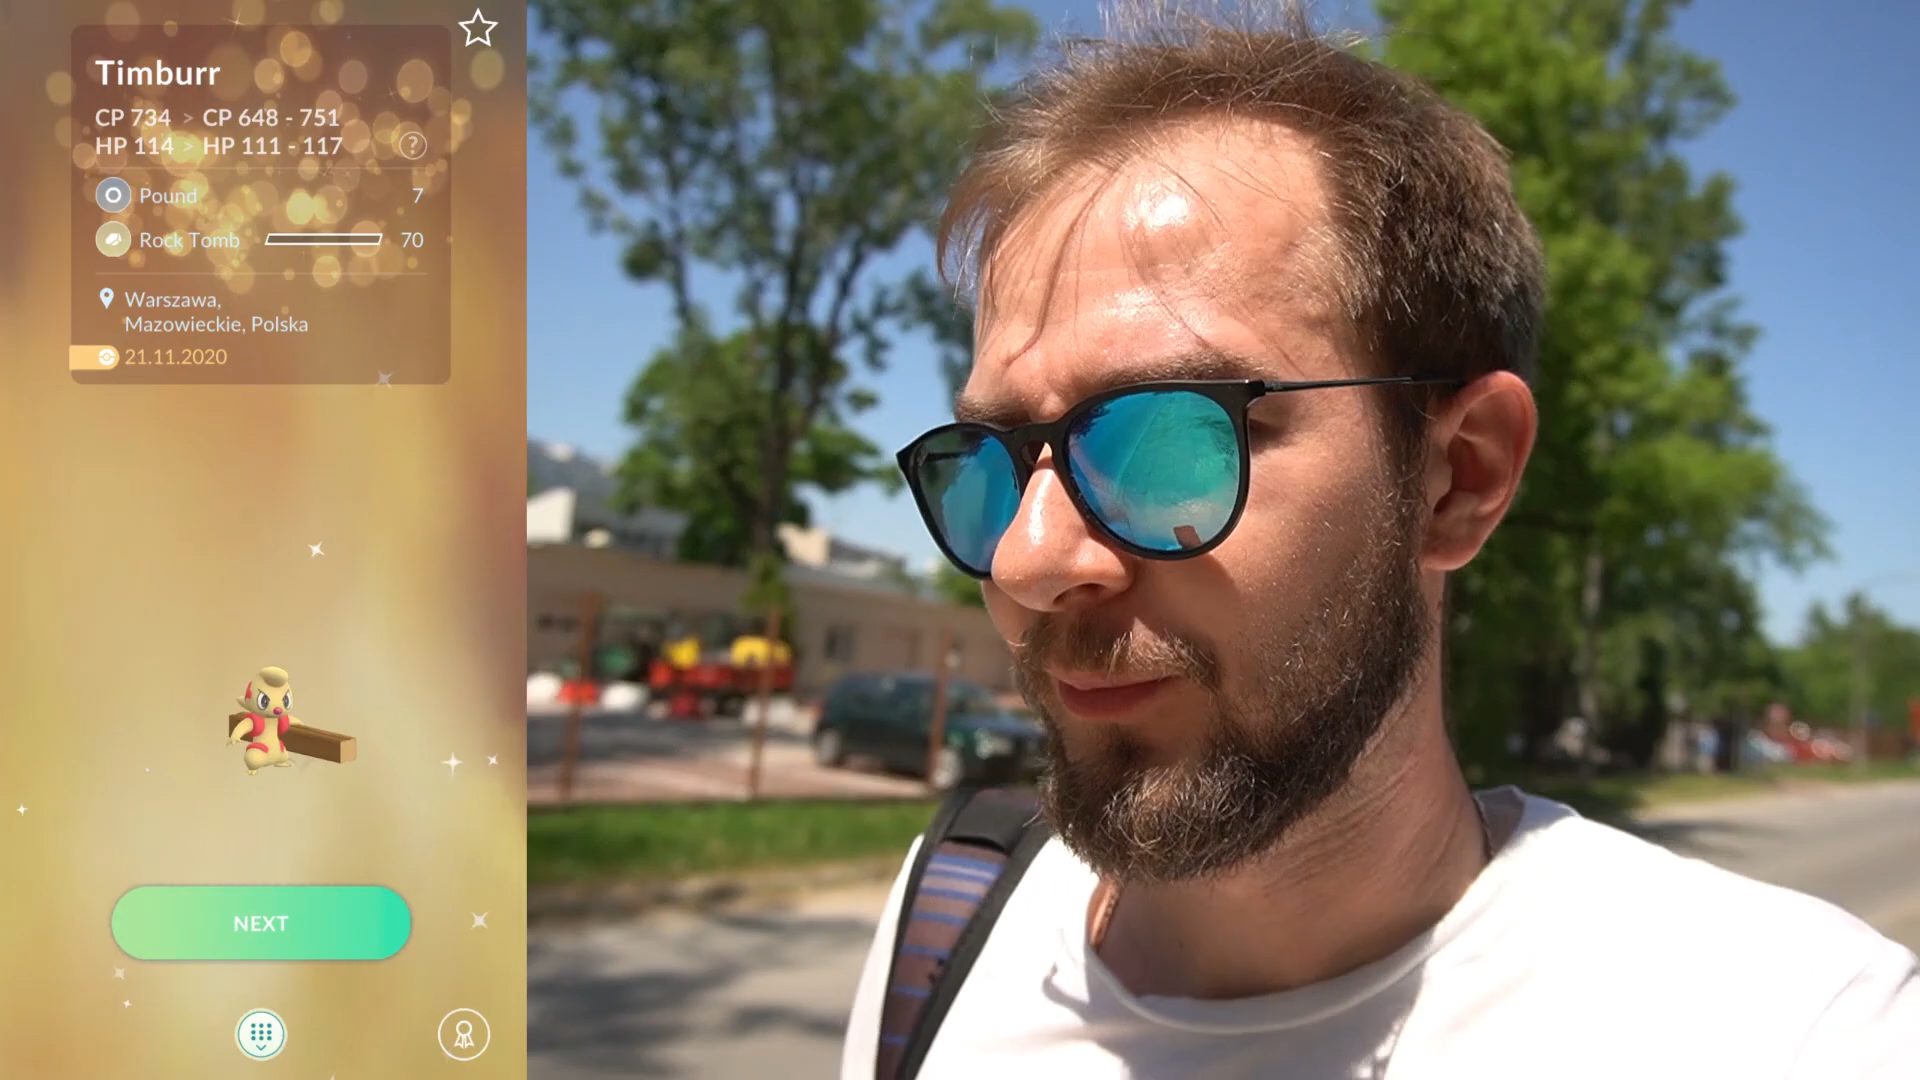 Timburr
CP 734 > CP 648 - 751
HP 114 > HP 111 - 117
?
Pound 7
Rock Tomb 70
Warszawa,
Mazowieckie, Polska
21.11.2020
NEXT